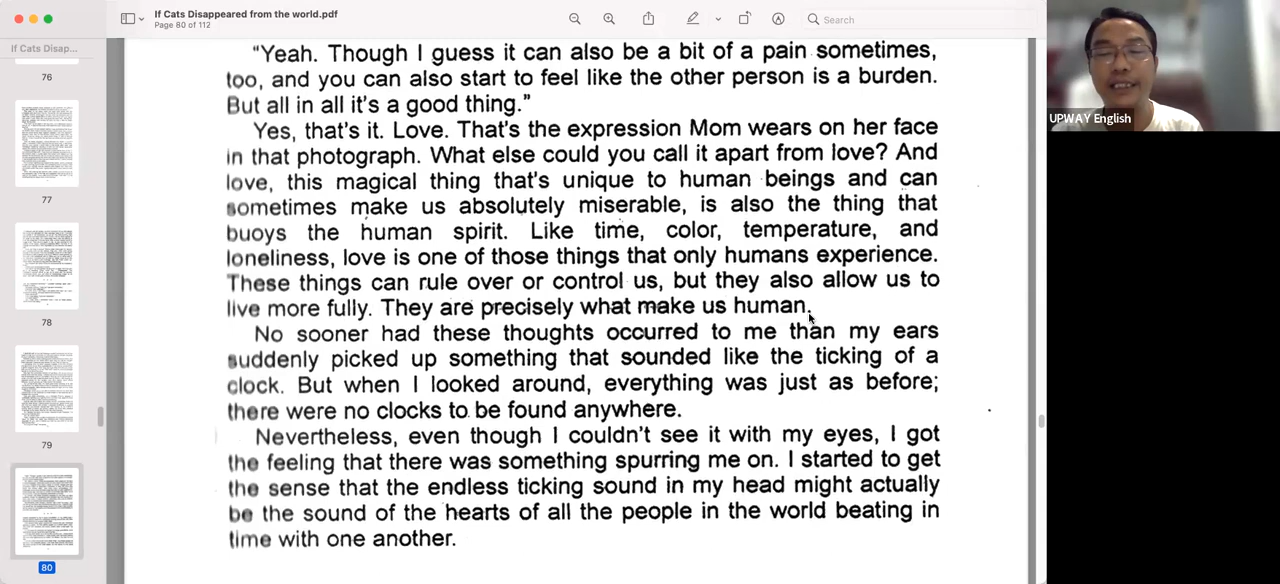 If Cats Disappeared from the world.pdf
Page 80 of 112
Search
If Cats Disap...
76
77
78
79
80
"Yeah. Though I guess it can also be a bit of a pain sometimes,
too, and you can also start to feel like the other person is a burden.
But all in all it's a good thing."
Yes, that's it. Love. That's the expression Mom wears on her face
in that photograph. What else could you call it apart from love? And
love, this magical thing that's unique to human beings and can
sometimes make us absolutely miserable, is also the thing that
buoys the human spirit. Like time, color, temperature, and
loneliness, love is one of those things that only humans experience.
These things can rule over or control us, but they also allow us to
live more fully. They are precisely what make us human.
No sooner had these thoughts occurred to me than my ears
suddenly picked up something that sounded like the ticking of a
clock. But when I looked around, everything was just as before;
there were no clocks to be found anywhere.
Nevertheless, even though I couldn't see it with my eyes, I got
the feeling that there was something spurring me on. I started to get
the sense that the endless ticking sound in my head might actually
be the sound of the hearts of all the people in the world beating in
time with one another.
UPWAY English